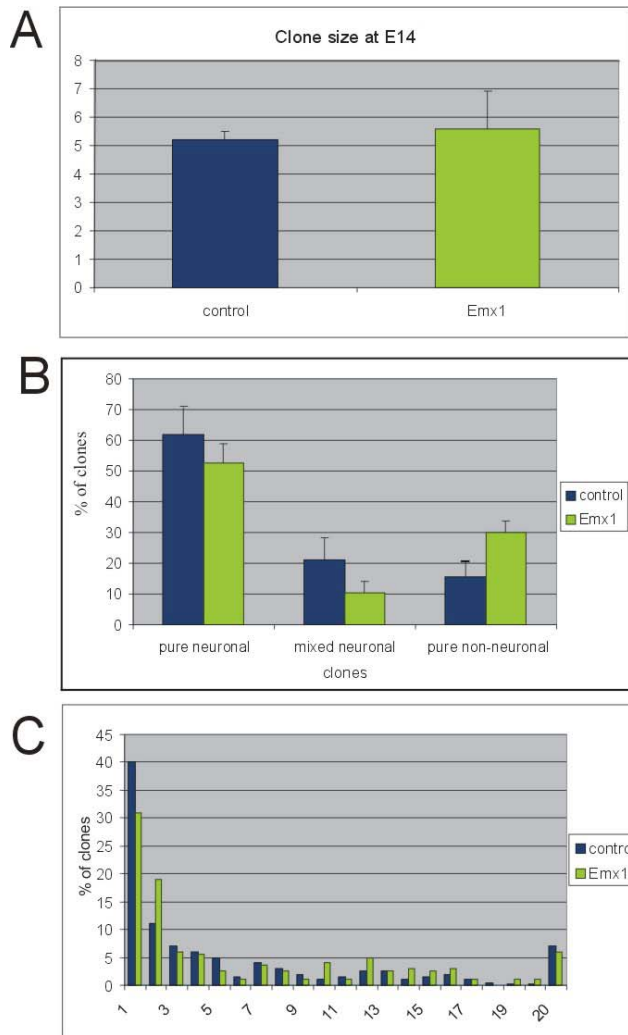 A
Clone size at E14
8
7
6
5
4
3
2
1
0
control
Emx1
B
80
70
60
50
40
30
20
10
0
% of clones
pure neuronal
mixed neuronal
pure non-neuronal
clones
control
Emx1
C
45
40
35
30
25
20
15
10
5
0
% of clones
1
3
5
7
9
11
13
15
17
19
20
contro
Emx1